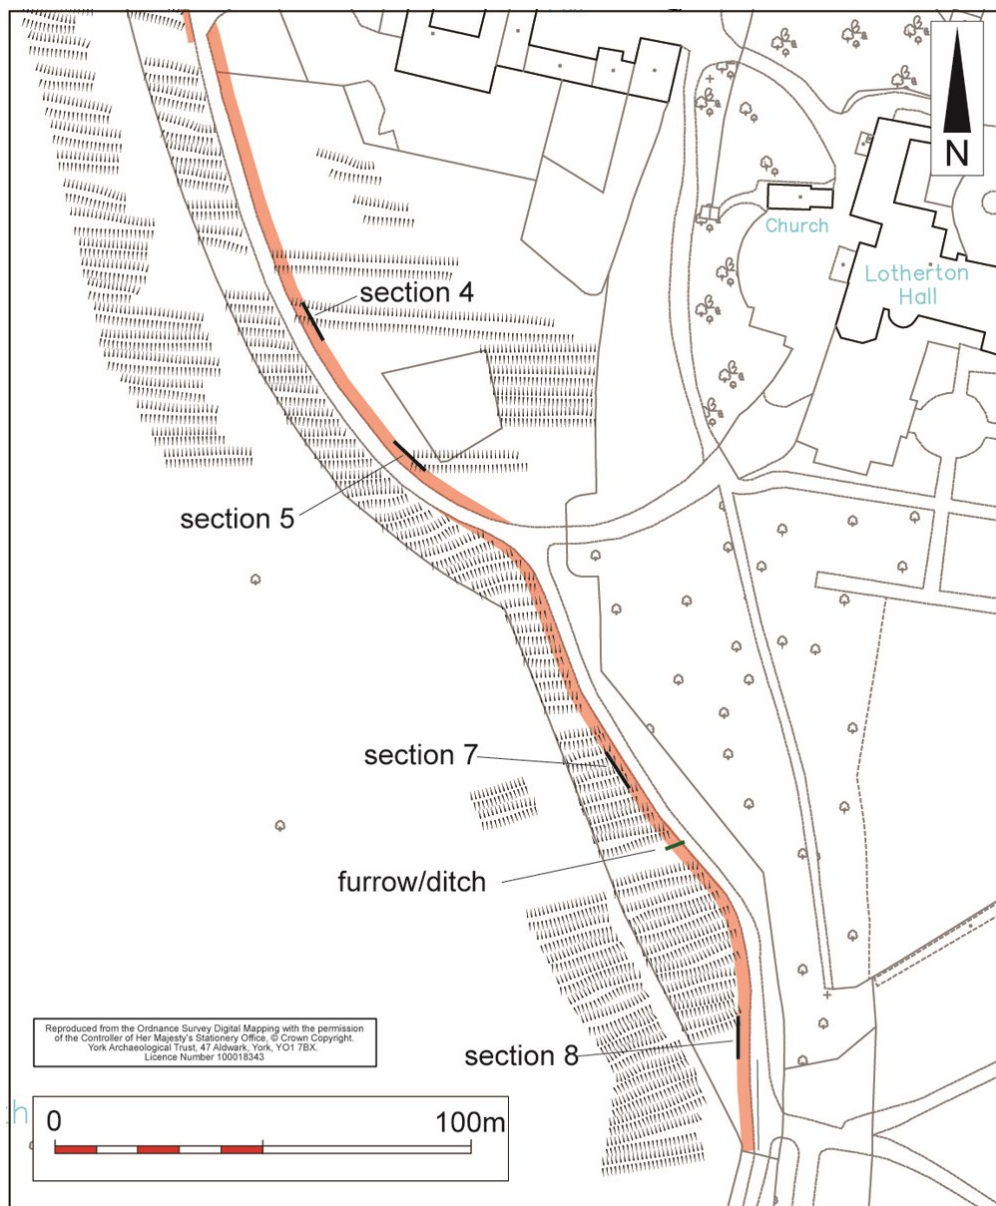 N
Church
Lotherton
Hall
section 4
section 5
section 7
furrow/ditch
section 8
Reproduced from the Ordnance Survey Digital Mapping with the permission
of the Controller of Her Majesty's Stationery Office, © Crown Copyright.
York Archaeological Trust, 47 Aldwark, York, YO1 7BX.
Licence Number 100018343
th
0 100m